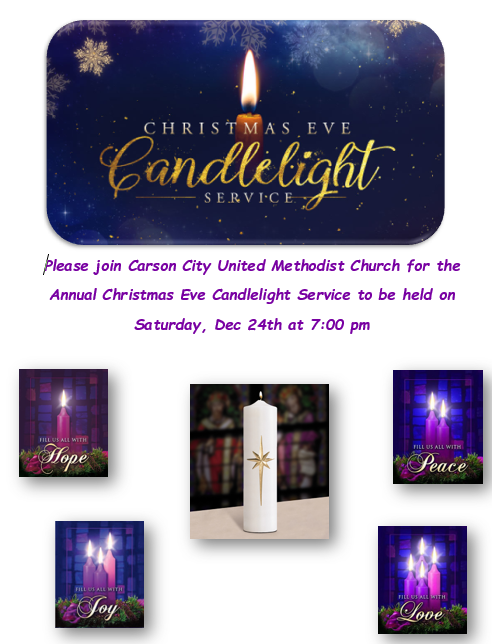 CHRISTMAS EVE
Candlelight
SERVICE
Please join Carson City United Methodist Church for the
Annual Christmas Eve Candlelight Service to be held on
Saturday, Dec 24th at 7:00 pm
FILL US ALL WITH
Hope
FILL US ALL WITH
Peace
FILL US ALL WITH
Joy
FILL US ALL WITH
Love